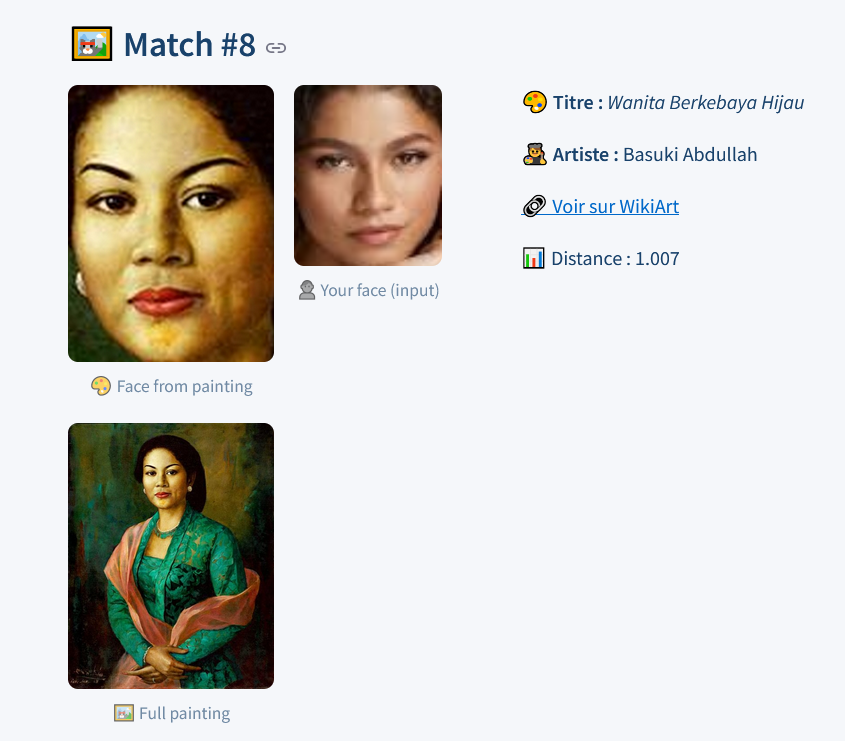 Match #8
Titre : Wanita Berkebaya Hijau
Artiste : Basuki Abdullah
Voir sur WikiArt
Distance : 1.007
Your face (input)
Face from painting
Full painting